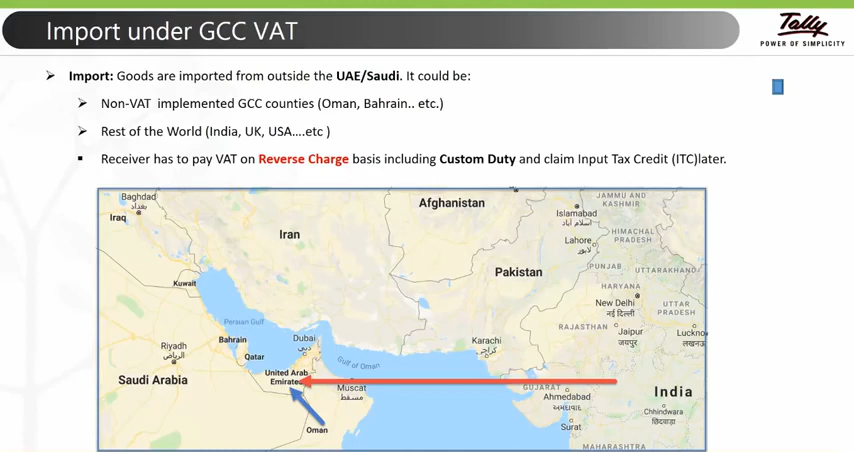 Import under GCC VAT
Tally
POWER OF SIMPLICITY
Import: Goods are imported from outside the UAE/Saudi. It could be:
Non-VAT implemented GCC counties (Oman, Bahrain.. etc.)
Rest of the World (India, UK, USA....etc )
Receiver has to pay VAT on Reverse Charge basis including Custom Duty and claim Input Tax Credit (ITC)later.
Baghdad
بغداد
Iraq
Iran
Afghanistan
Islamabad
اسلام آباد
JAMMU AND
KASHMIR
Lahore
لاہور
HIMACHAL
PRADESH
Pakistan
PUNJAB
UTTARAKHAND
HARYANA
New Delhi
नई दिल्ली
UTTAR
PRADESH
Kuwait
Persian Gulf
Bahrain
Qatar
Riyadh
الرياض
Dubai
دبي
Gulf of Oman
Karachi
کراچی
RAJASTHAN
Jaipur
जयपुर
Luckno
लखनऊ
Saudi Arabia
United Arab
Emirates
Muscat
مسقط
GUJARAT
Ahmedabad
અમદાવાદ
India
Chhindwara
छिंदवाड़ा
Surat
Oman
MAHARASHTRA